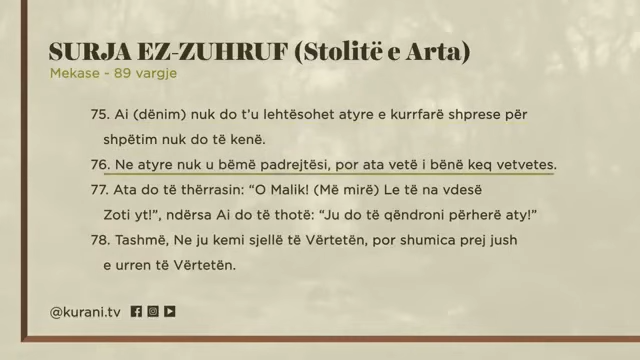 SURJA EZ-ZUHRUF (Stolitë e Arta)
Mekase - 89 vargje
75. Ai (dënim) nuk do t’u lehtësohet atyre e kurrfarë shprese për
shpëtim nuk do të kenë.
76. Ne atyre nuk u bëmë padrejtësi, por ata vetë i bënë keq vetvetes.
77. Ata do të thërrasin: “O Malik! (Më mirë) Le të na vdesë
Zoti yt!”, ndërsa Ai do të thotë: “Ju do të qëndroni përherë aty!”
78. Tashmë, Ne ju kemi sjellë të Vërtetën, por shumica prej jush
e urren të Vërtetën.
@kurani.tv